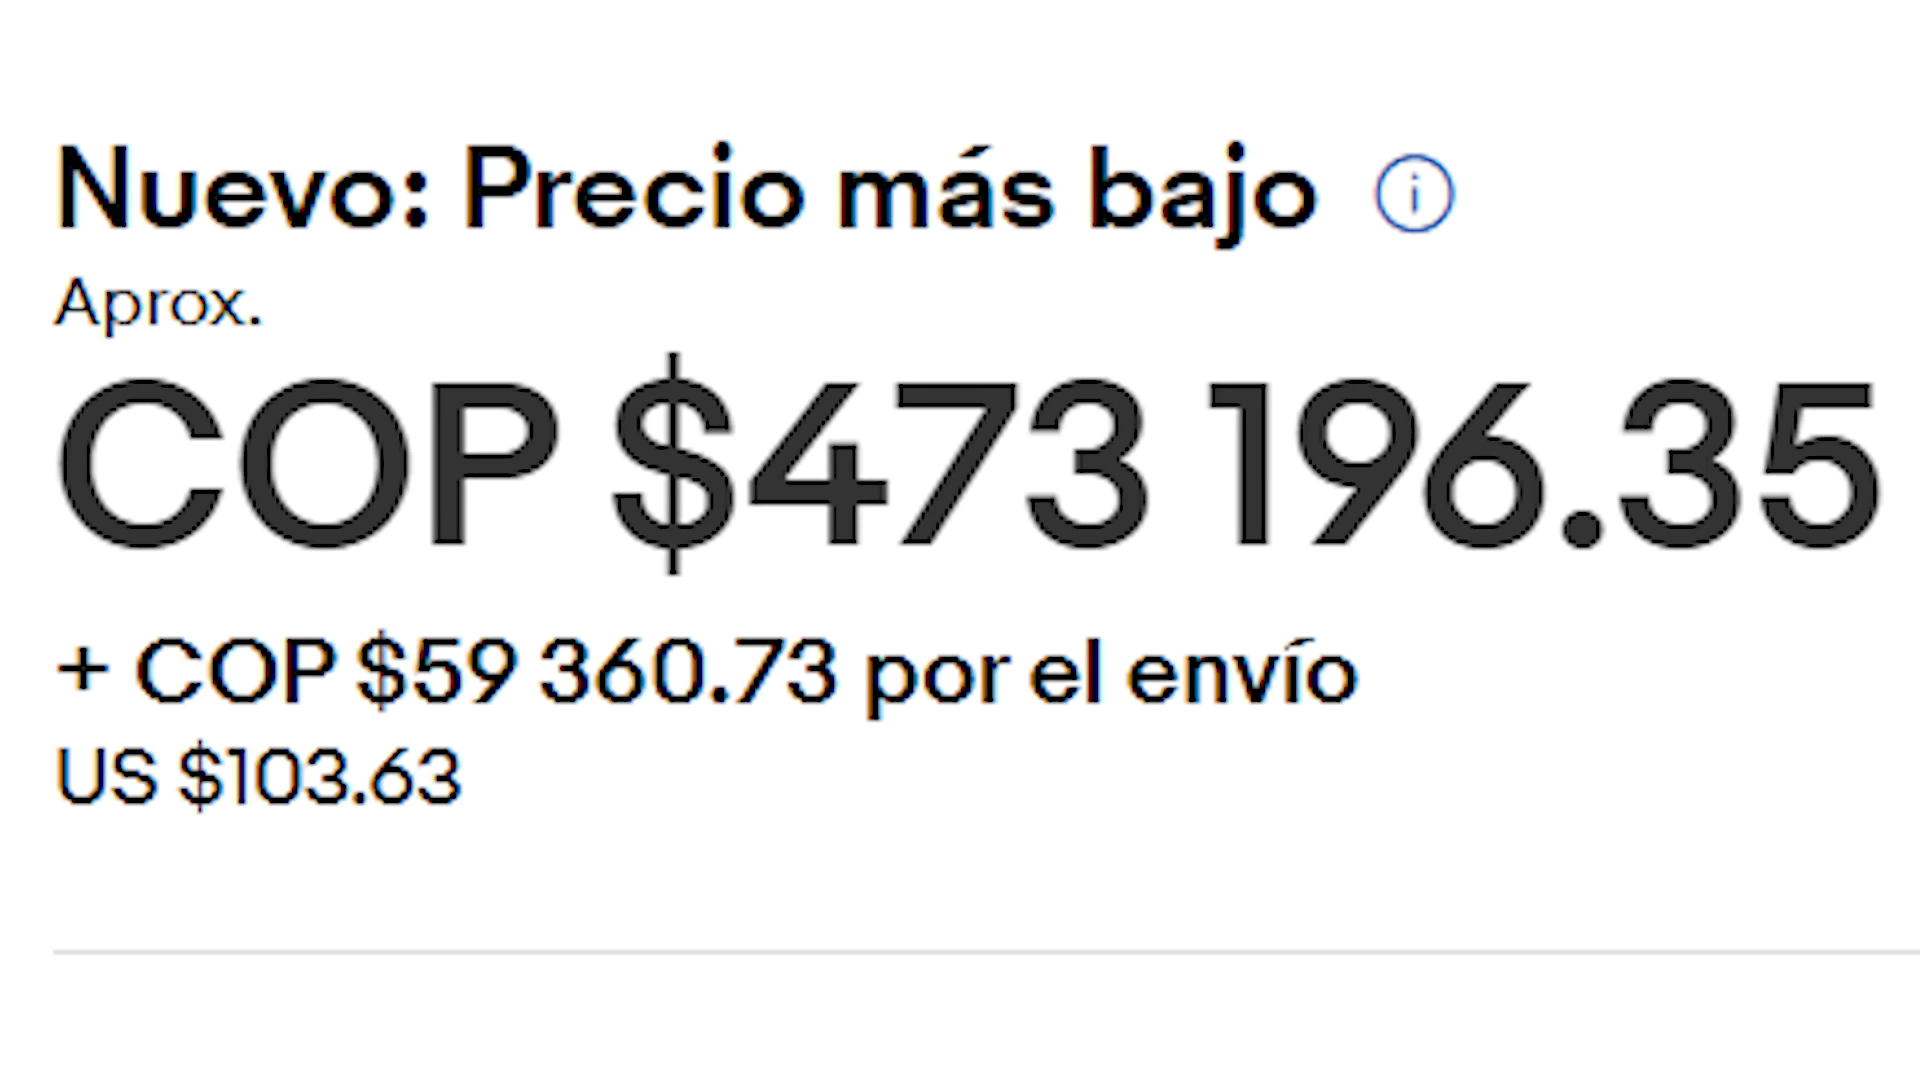 Nuevo: Precio más bajo
Aprox.
COP $473 196.35
+ COP $59 360.73 por el envío
US $103.63